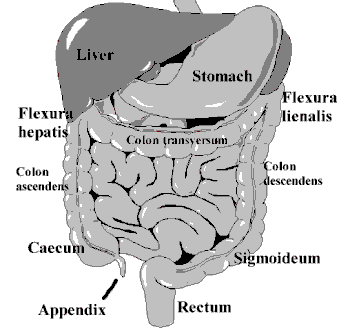 Liver
Stomach
Flexura
lienalis
Flexura
hepatis
Colon transversum
Colon
ascendens
Colon
descendens
Caecum
Sigmoideum
Appendix
Rectum